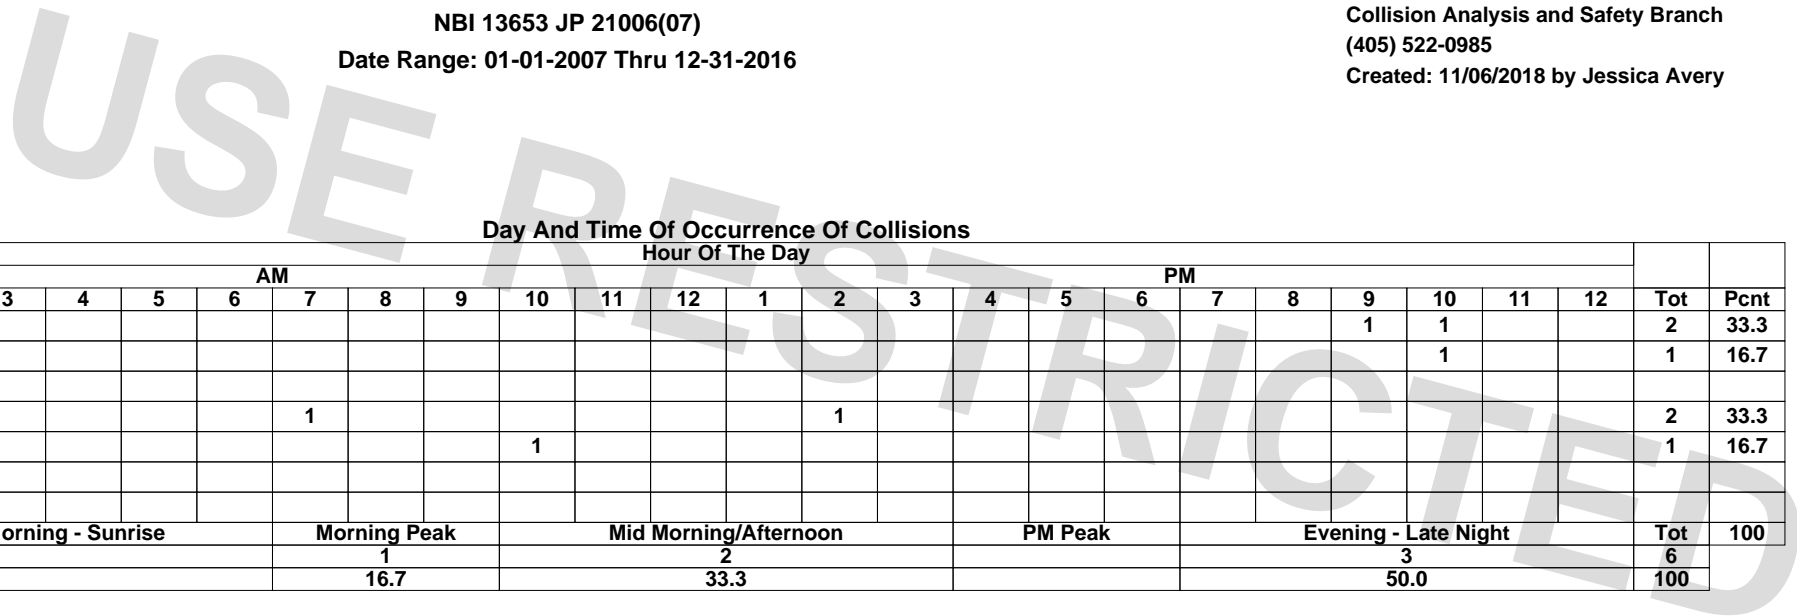 NBI 13653 JP 21006(07)
Date Range: 01-01-2007 Thru 12-31-2016
Collision Analysis and Safety Branch
(405) 522-0985
Created: 11/06/2018 by Jessica Avery
USE RESTRICTED
Day And Time Of Occurrence Of Collisions
Hour Of The Day
AM PM
3 4 5 6 7 8 9 10 11 12 1 2 3 4 5 6 7 8 9 10 11 12 Tot Pcnt
1 1 2 33.3
1 1 16.7
1 1 2 33.3
1 1 16.7
orning - Sunrise Morning Peak Mid Morning/Afternoon PM Peak Evening - Late Night Tot 100
1 2 3 6
16.7 33.3 50.0 100